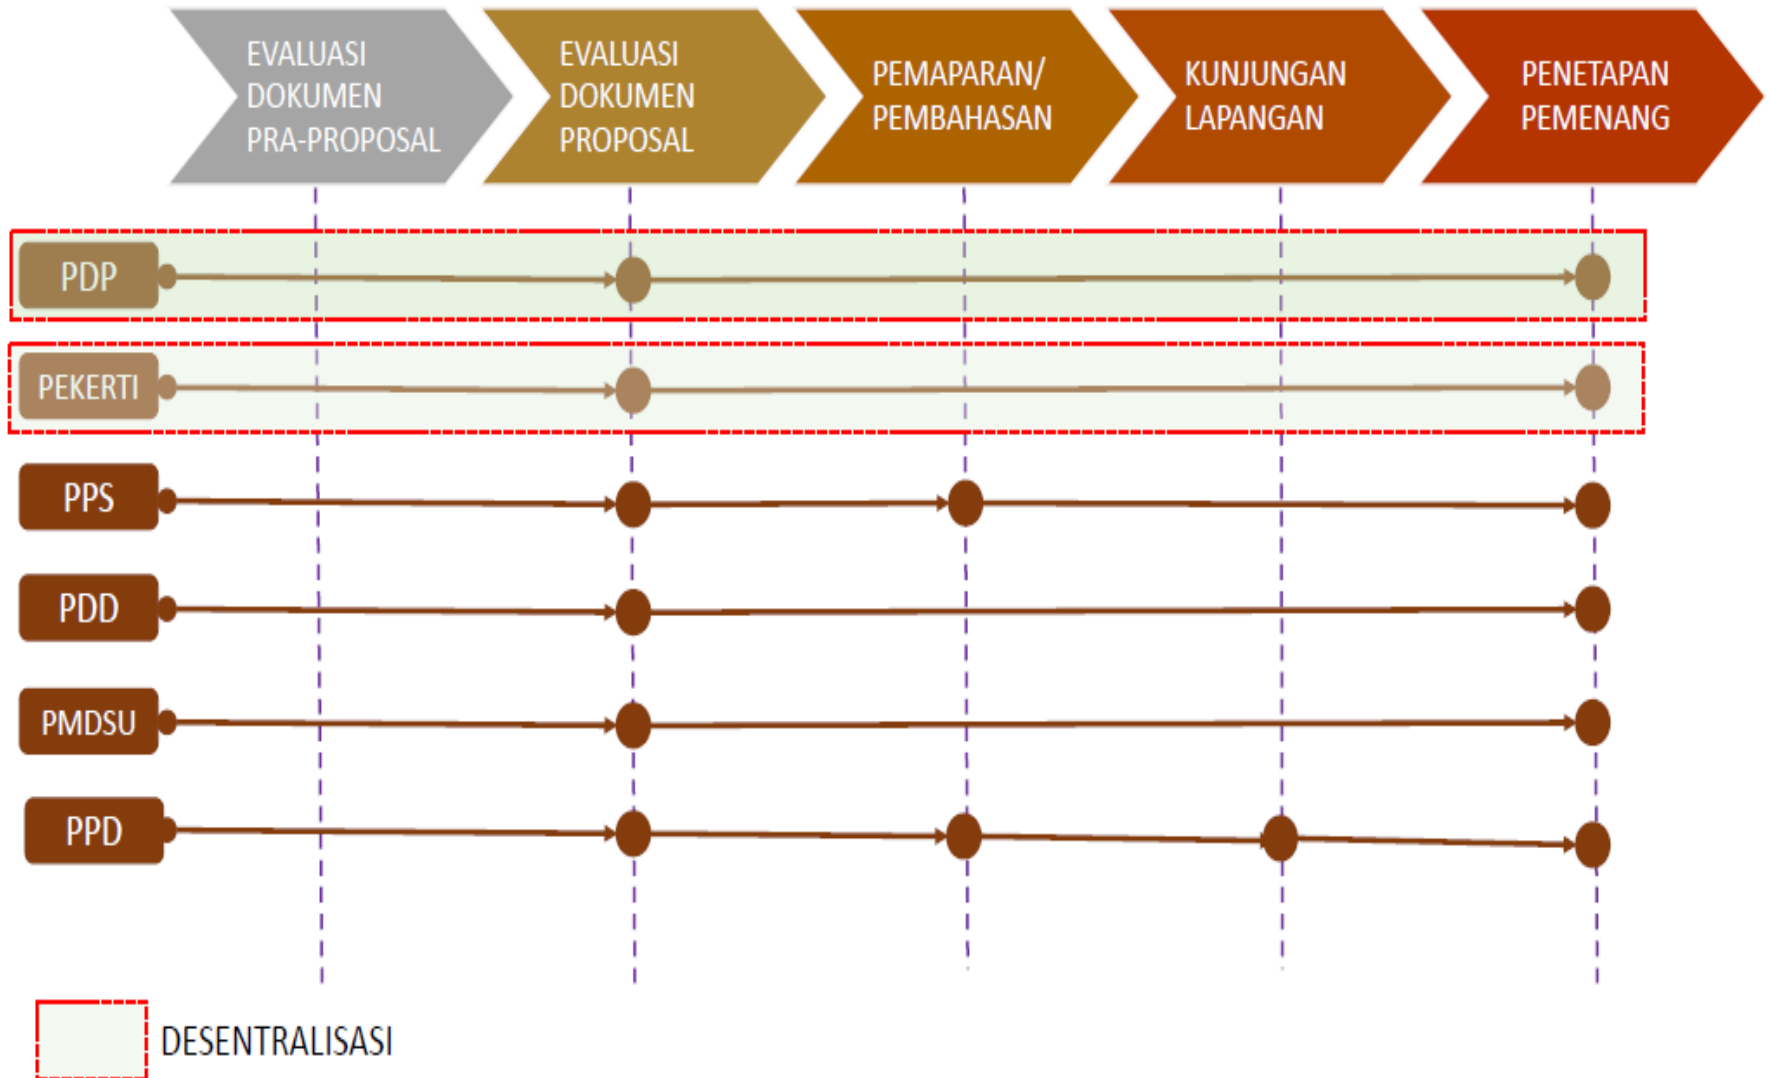 EVALUASI
DOKUMEN
PRA-PROPOSAL
EVALUASI
DOKUMEN
PROPOSAL
PEMAPARAN/
PEMBAHASAN
KUNJUNGAN
LAPANGAN
PENETAPAN
PEMENANG
PDP
PEKERTI
PPS
PDD
PMDSU
PPD
DESENTRALISASI